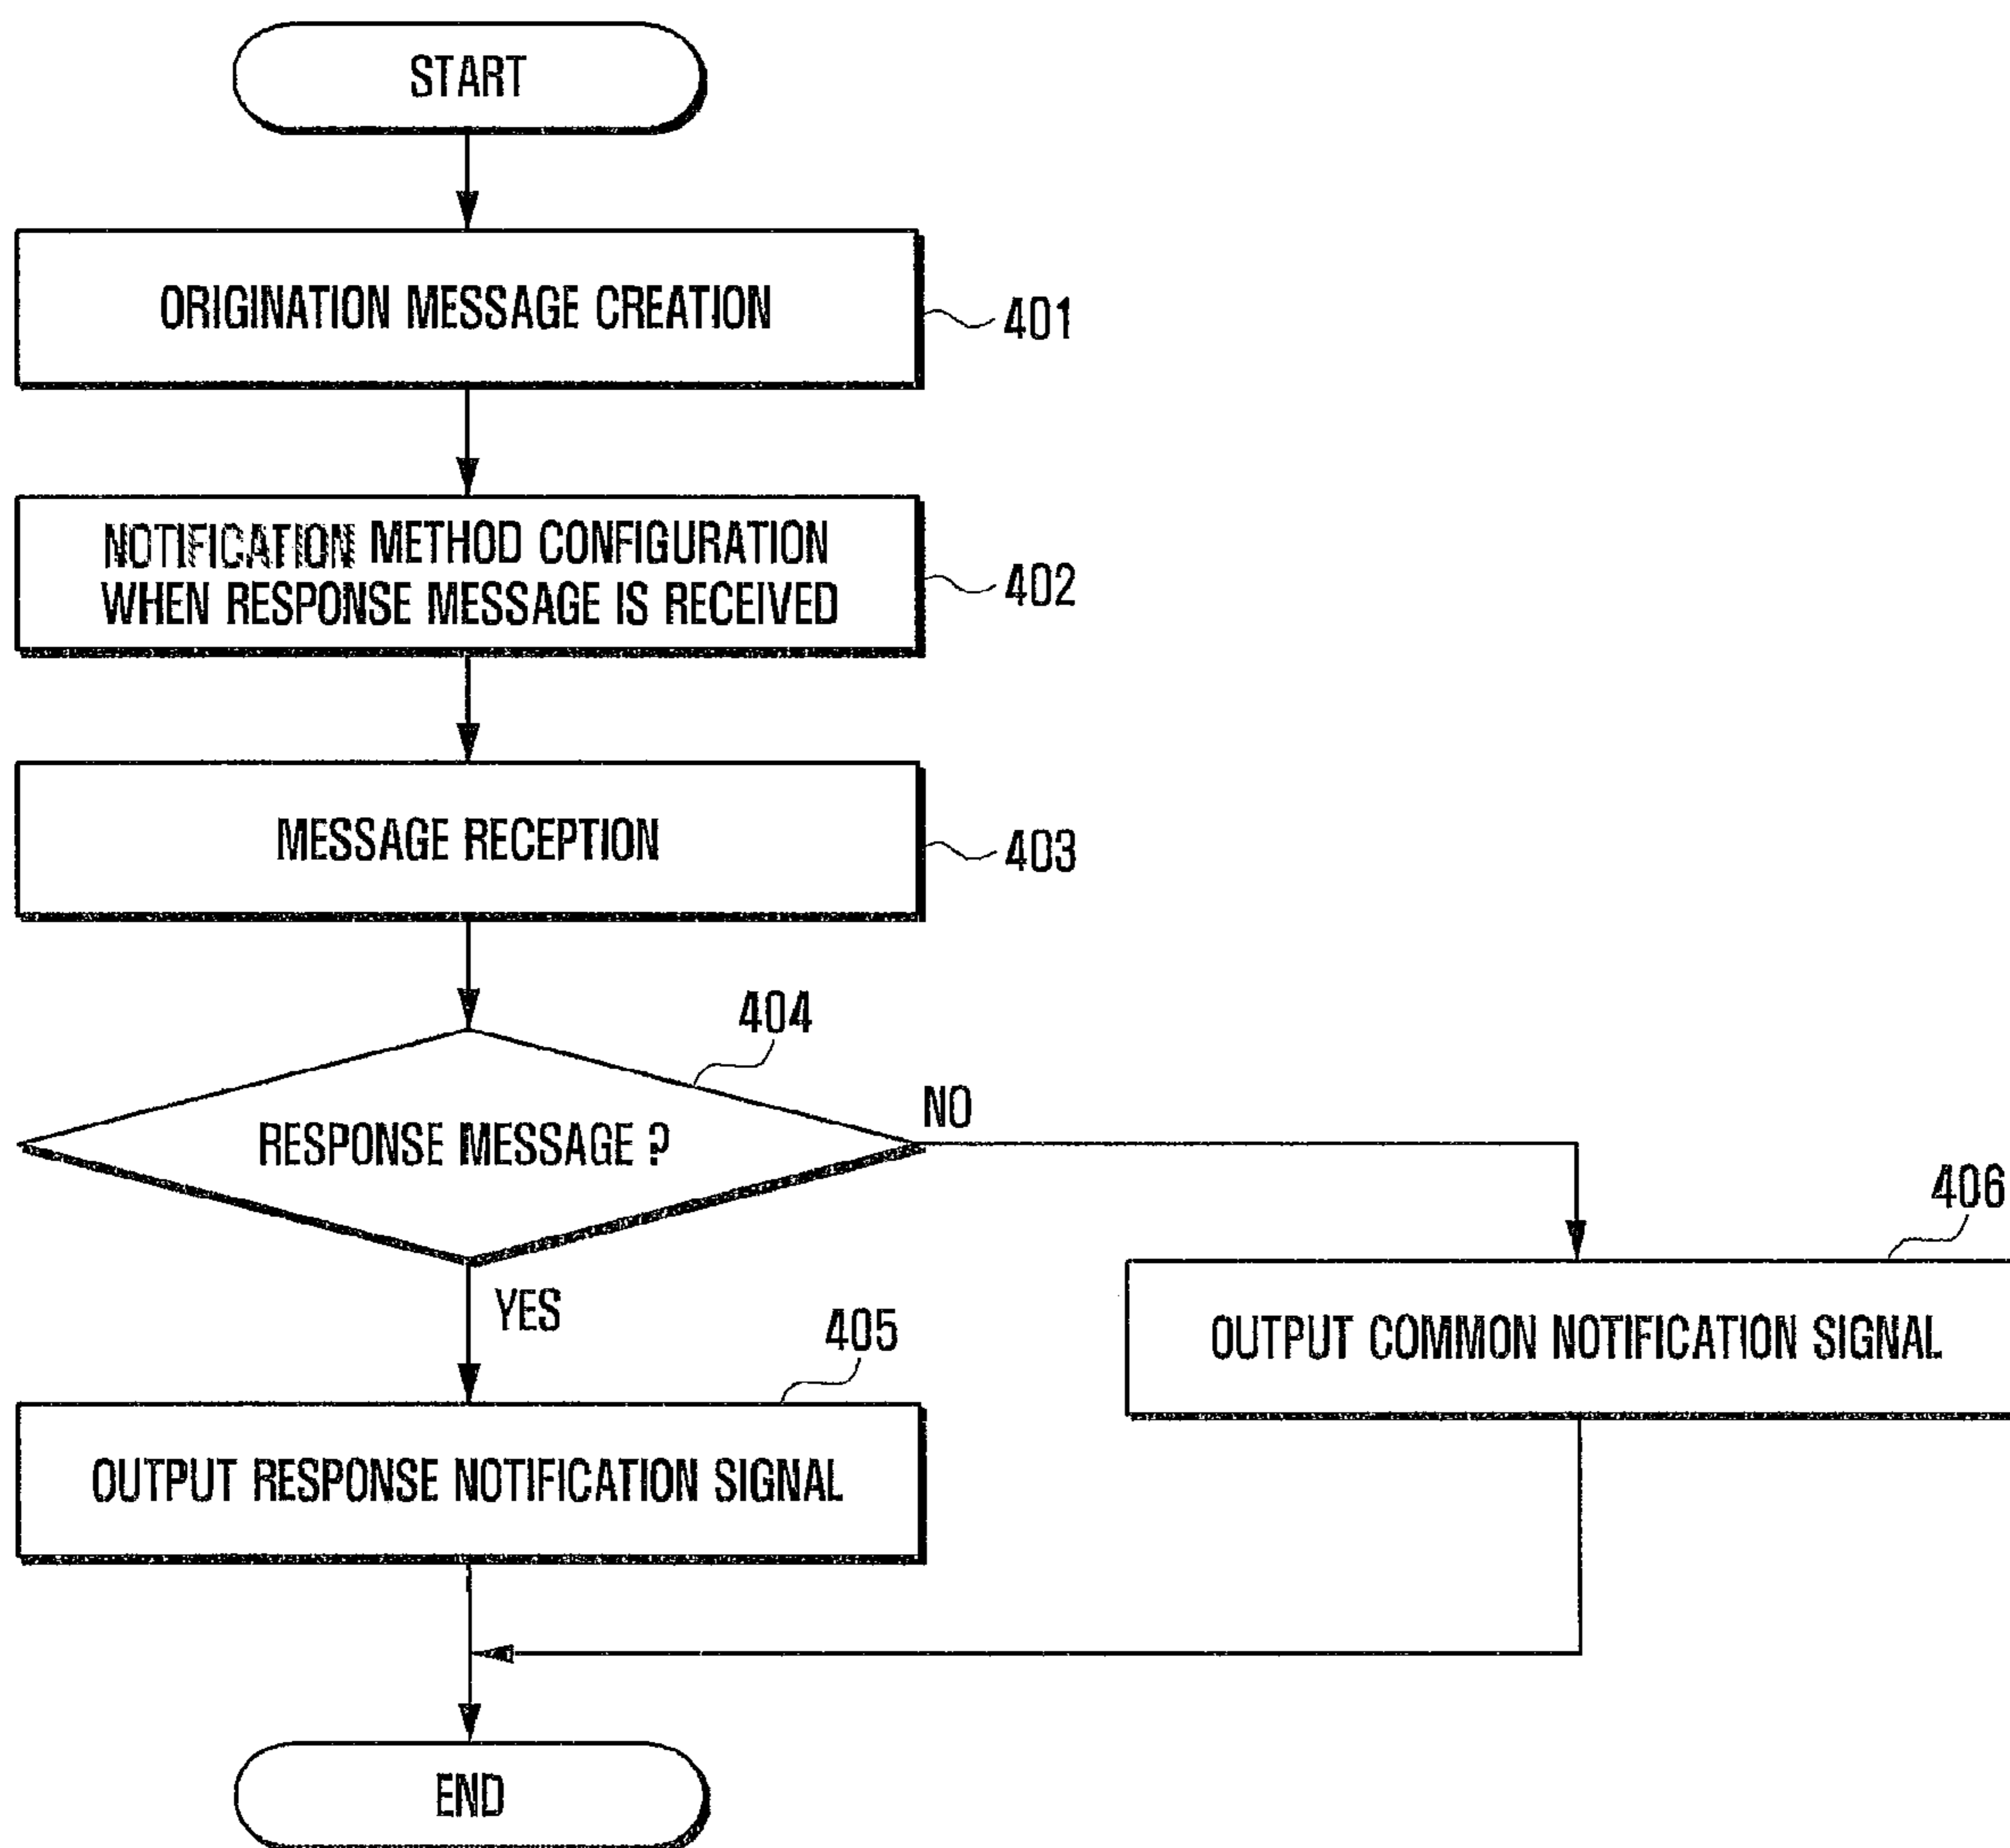 START
ORIGINATION MESSAGE CREATION
401
NOTIFICATION METHOD CONFIGURATION
WHEN RESPONSE MESSAGE IS RECEIVED
402
MESSAGE RECEPTION
403
404
RESPONSE MESSAGE ?
NO
YES
406
OUTPUT COMMON NOTIFICATION SIGNAL
405
OUTPUT RESPONSE NOTIFICATION SIGNAL
END